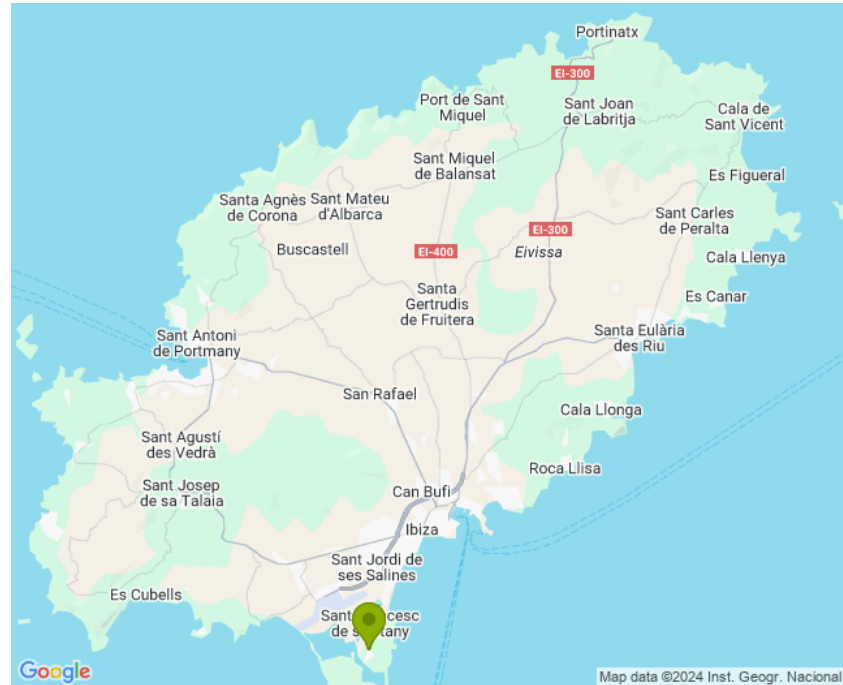 Portinatx
EI-300
Port de Sant
Miquel
Sant Joan
de Labritja
Cala de
Sant Vicent
Sant Miquel
de Balansat
Es Figueral
Santa Agnès
de Corona
Sant Mateu
d'Albarca
Sant Carles
de Peralta
EI-300
Buscastell
EI-400
Eivissa
Cala Llenya
Santa
Gertrudis
de Fruitera
Es Canar
Sant Antoni
de Portmany
Santa Eulària
des Riu
San Rafael
Cala Llonga
Sant Agustí
des Vedrà
Roca Llisa
Sant Josep
de sa Talaia
Can Bufí
Ibiza
Sant Jordi de
ses Salines
Es Cubells
Sant
de s
Google
Map data ©2024 Inst. Geogr. Nacional